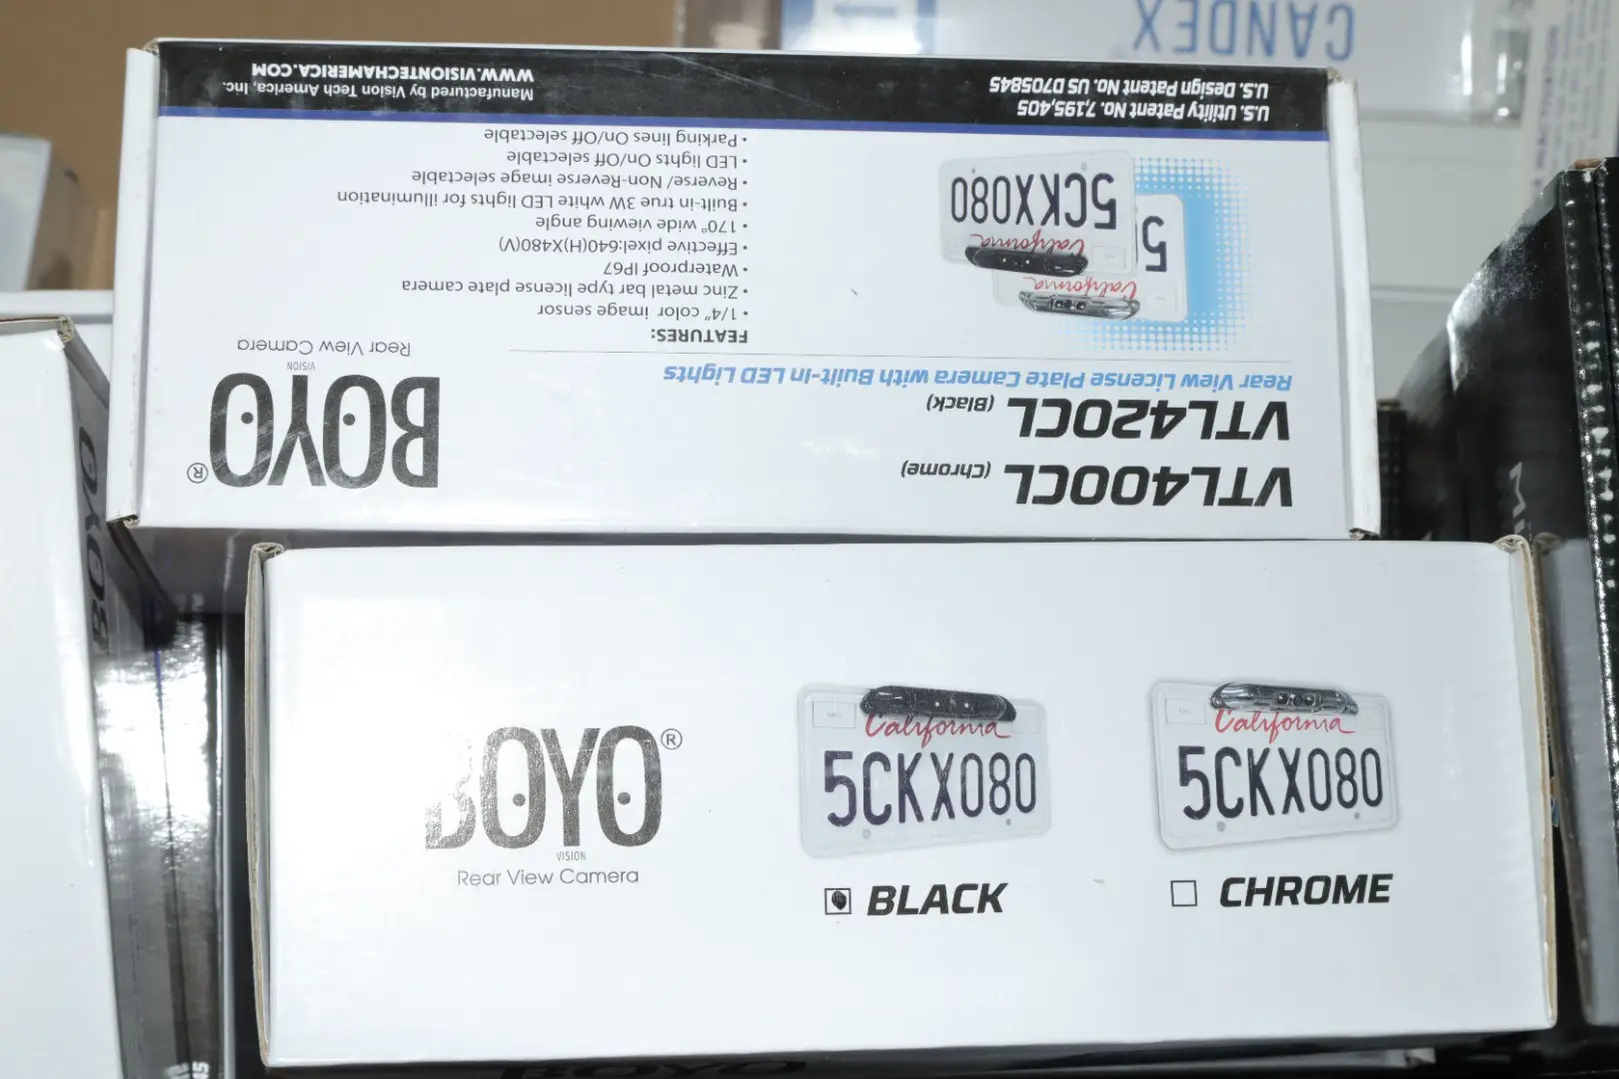 CANDEX
VTL400CL (Chrome)
VTL420CL (Black)
Rear View License Plate Camera with Built-In LED Lights
BOYO®
VISION
Rear View Camera
FEATURES:
• 1/4" color image sensor
• Zinc metal bar type license plate camera
• Waterproof IP67
• Effective pixel:640(H)X480(V)
• 170° wide viewing angle
• Built-in true 3W white LED lights for illumination
• Reverse/ Non-Reverse image selectable
• LED lights On/Off selectable
• Parking lines On/Off selectable
California
5
California
5CKX080
U.S. Utility Patent No. 7,195,405
U.S. Design Patent No. US D705845
Manufactured by Vision Tech America, Inc.
WWW.VISIONTECHAMERICA.COM
BOYO®
VISION
Rear View Camera
California
5CKX080
BLACK
California
5CKX080
CHROME
BOYO
BOYO